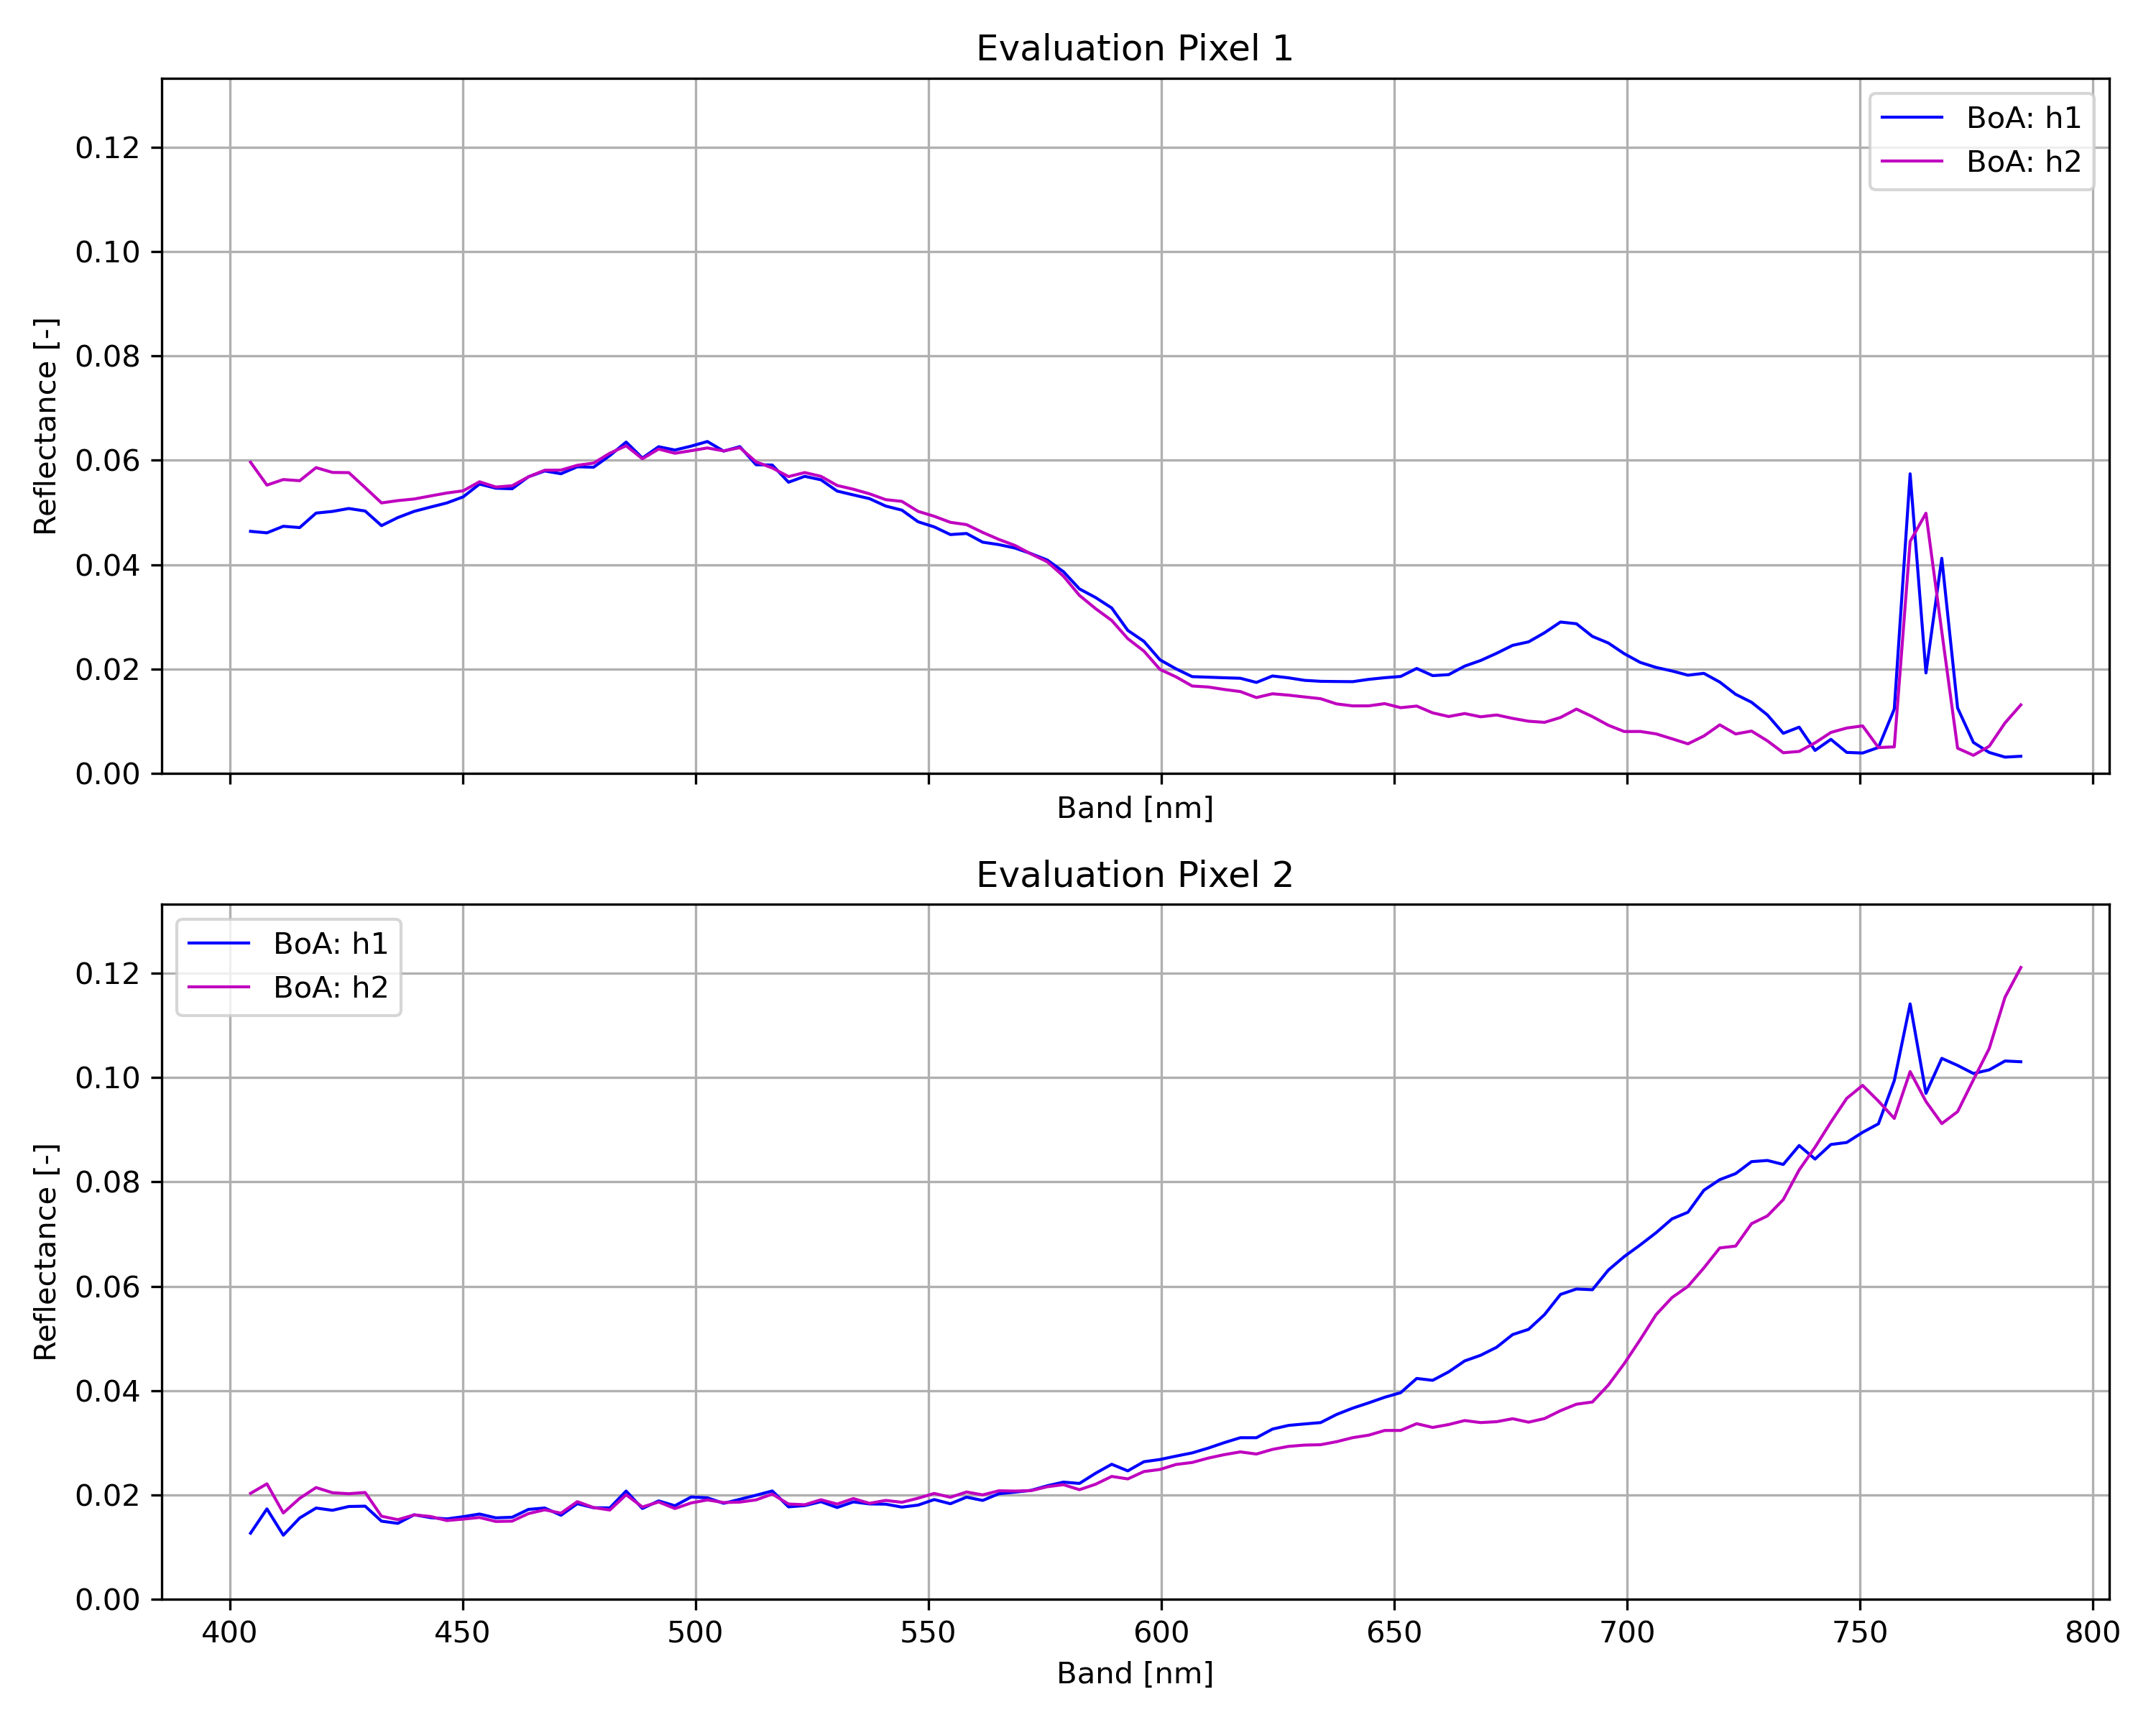 Evaluation Pixel 1
BoA: h1
BoA: h2
0.12
0.10
0.08
0.06
0.04
0.02
0.00
Reflectance [-]
Band [nm]
Evaluation Pixel 2
BoA: h1
BoA: h2
0.12
0.10
0.08
0.06
0.04
0.02
0.00
Reflectance [-]
400 450 500 550 600 650 700 750 800
Band [nm]